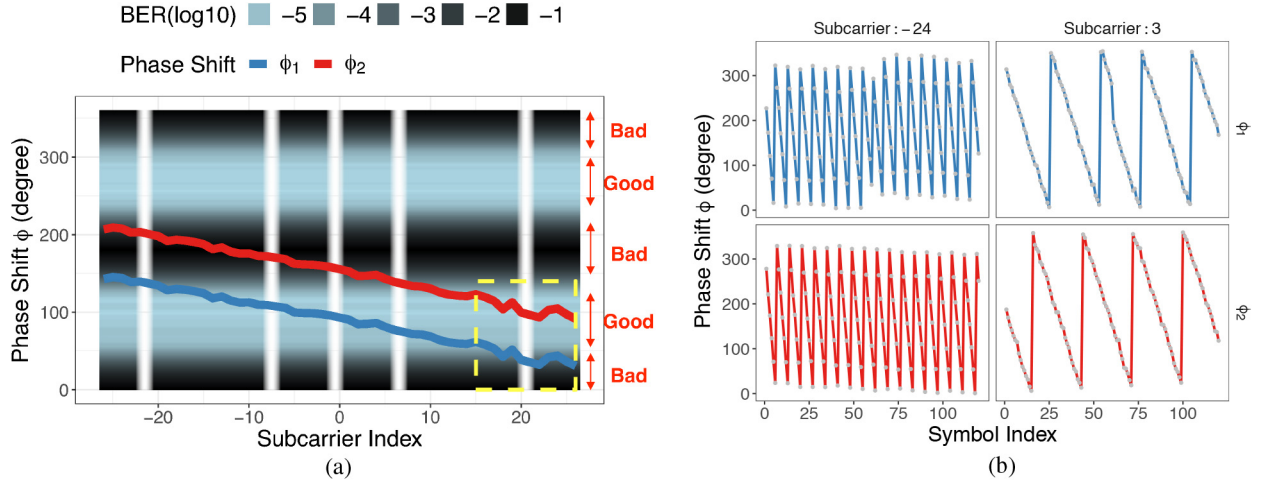 BER(log10) −5 −4 −3 −2 −1
Phase Shift ϕ1 ϕ2
Phase Shift ϕ (degree)
300
200
100
0
Bad
Good
Bad
Good
Bad
−20 −10 0 10 20
Subcarrier Index
(a)
Subcarrier : −24 Subcarrier : 3
Phase Shift ϕ (degree)
300
200
100
0
ϕ1
300
200
100
0
ϕ2
0 25 50 75 100 0 25 50 75 100
Symbol Index
(b)